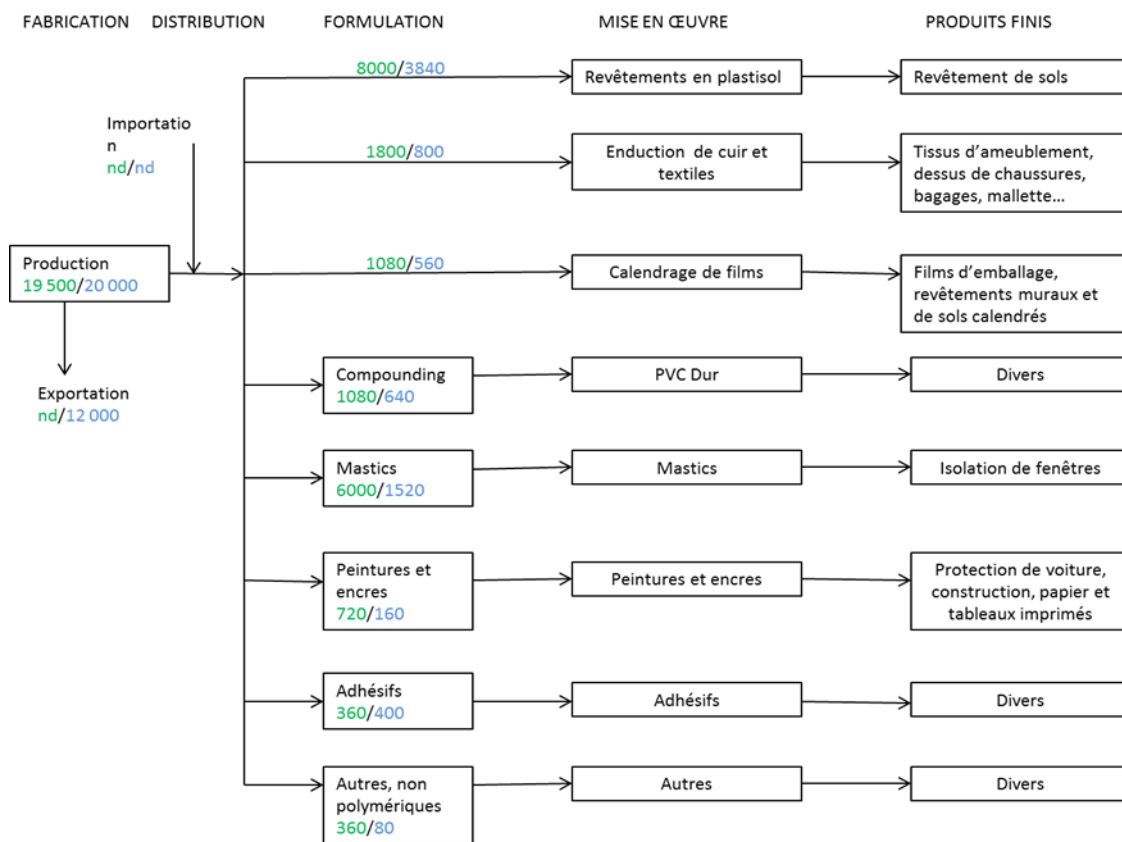 FABRICATION DISTRIBUTION FORMULATION MISE EN ŒUVRE PRODUITS FINIS
8000/3840
Revêtements en plastisol
Revêtement de sols
Importatio
n
nd/nd
1800/800
Enduction de cuir et
textiles
Tissus d’ameublement,
dessus de chaussures,
bagages, mallette…
Production
19 500/20 000
1080/560
Calendrage de films
Films d’emballage,
revêtements muraux et
de sols calendrés
Exportation
nd/12 000
Compounding
1080/640
PVC Dur
Divers
Mastics
6000/1520
Mastics
Isolation de fenêtres
Peintures et
encres
720/160
Peintures et encres
Protection de voiture,
construction, papier et
tableaux imprimés
Adhésifs
360/400
Adhésifs
Divers
Autres, non
polymériques
360/80
Autres
Divers